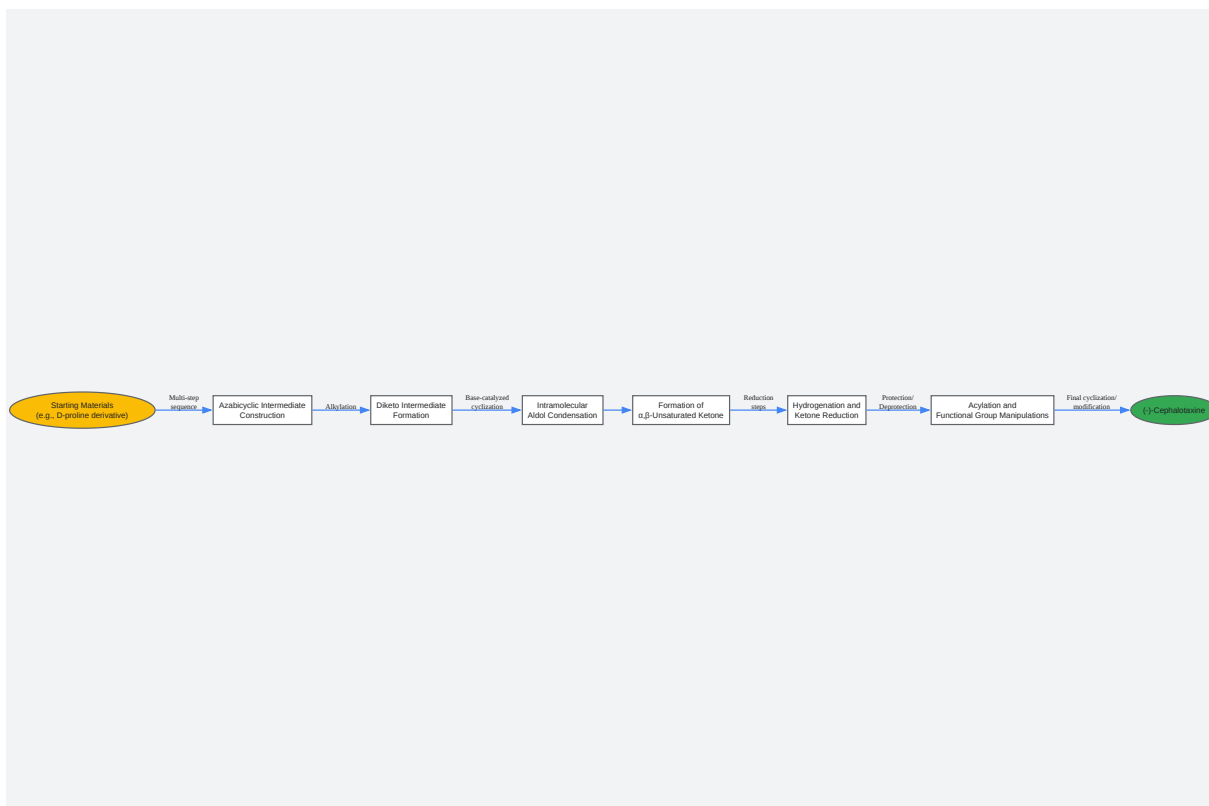 Starting Materials
(e.g., D-proline derivative)
Multi-step
sequence
Azabicyclic Intermediate
Construction
Alkylation
Diketo Intermediate
Formation
Base-catalyzed
cyclization
Intramolecular
Aldol Condensation
Formation of
α,β-Unsaturated Ketone
Reduction
steps
Hydrogenation and
Ketone Reduction
Protection/
Deprotection
Acylation and
Functional Group Manipulations
Final cyclization/
modification
(-)-Cephalotaxine